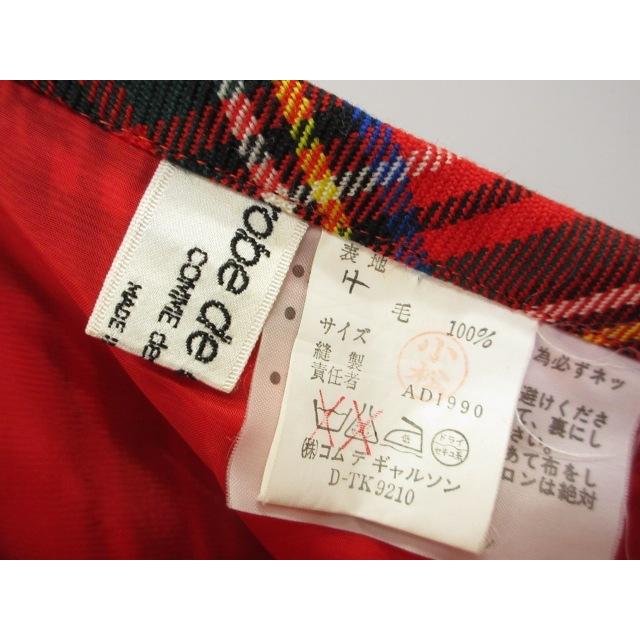 robe de
COMME de
MADE
表地
毛 100%
サイズ
縫製
責任者
小松
AD1990
低
ドライ
セキユ系
㈱コム デ ギャルソン
D-TK9210
為必ずネッ
避けくださ
て、裏にし
さい。
あて布をし
ロンは絶対